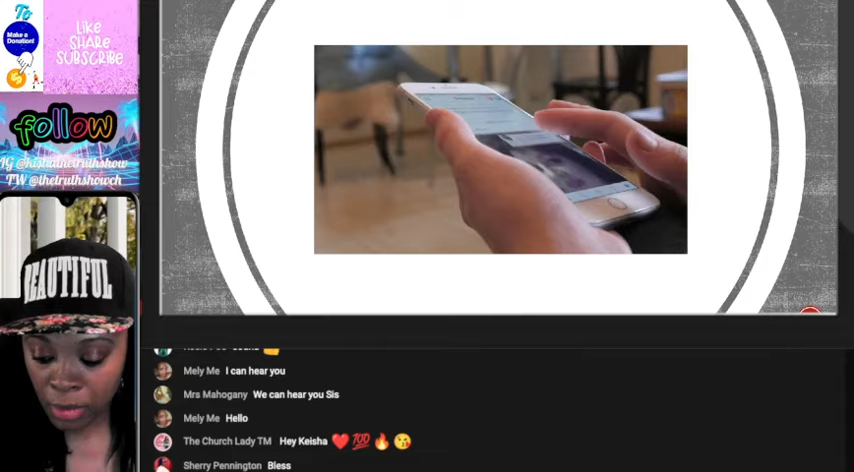 To
Make a
Donation!
LIKE
SHARE
SUBSCRIBE
follow
IG @kishathetruthshow
TW @thetruthshowch
BEAUTIFUL
Mely Me I can hear you
Mrs Mahogany We can hear you Sis
Mely Me Hello
The Church Lady TM Hey Keisha ❤️ 💯 🔥 😘
Sherry Pennington Bless